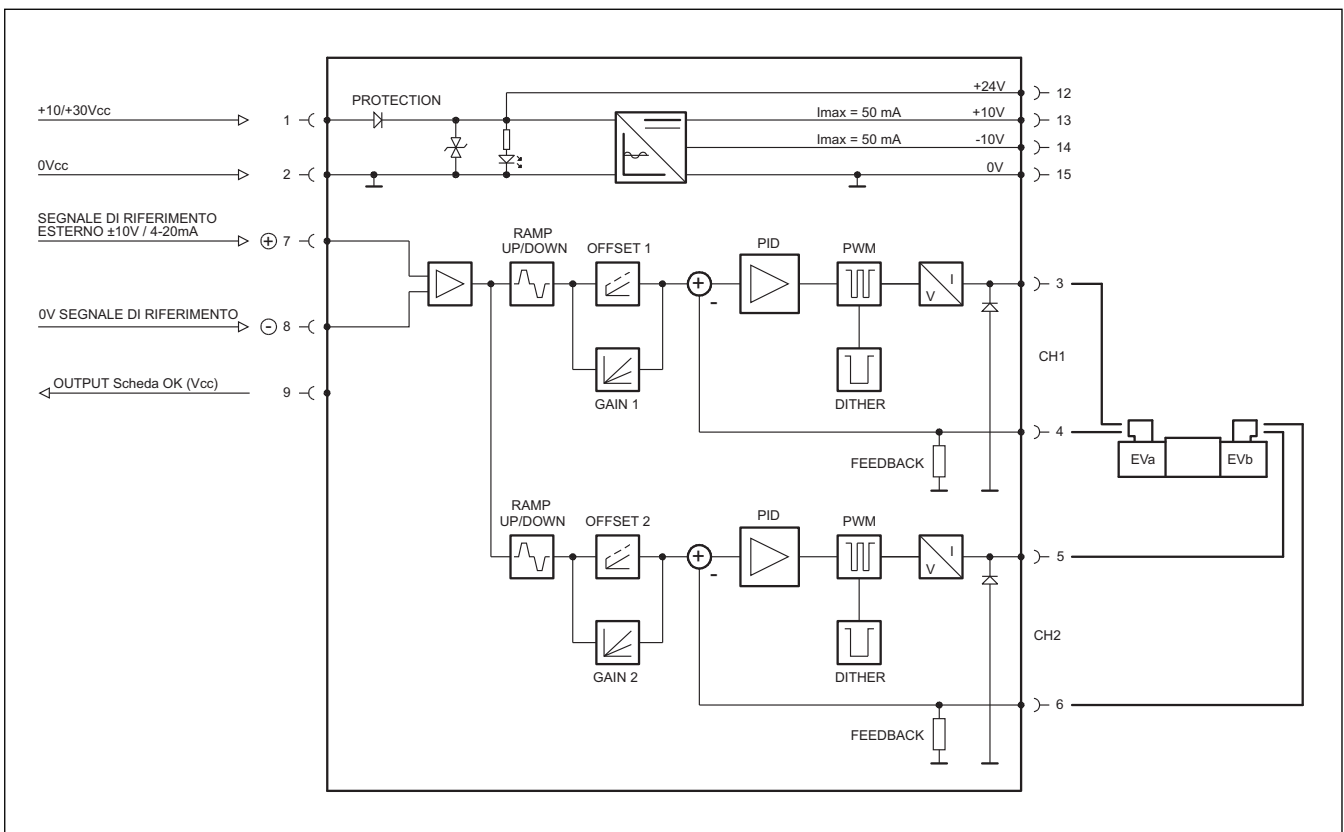 +10/+30Vcc
1
PROTECTION
+24V
12
Imax = 50 mA
+10V
13
Imax = 50 mA
-10V
14
0Vcc
2
0V
15
SEGNALE DI RIFERIMENTO
ESTERNO ±10V / 4-20mA
+ 7
0V SEGNALE DI RIFERIMENTO
- 8
OUTPUT Scheda OK (Vcc)
9
RAMP
UP/DOWN
OFFSET 1
GAIN 1
+
-
PID
PWM
DITHER
I
V
3
CH1
4
FEEDBACK
EVa
EVb
RAMP
UP/DOWN
OFFSET 2
GAIN 2
+
-
PID
PWM
DITHER
I
V
5
CH2
6
FEEDBACK